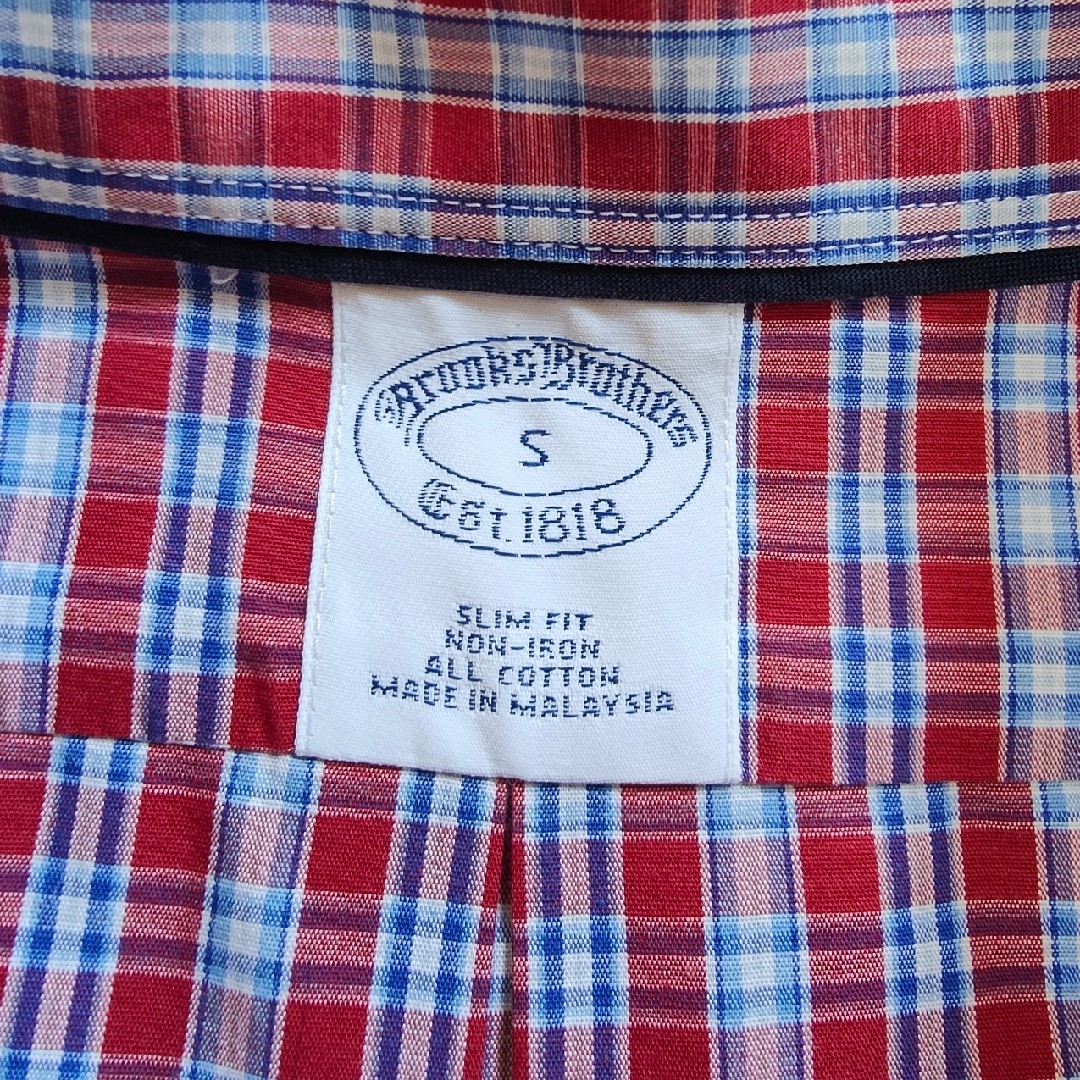 Brooks Brothers
S
Est. 1818
SLIM FIT
NON-IRON
ALL COTTON
MADE IN MALAYSIA